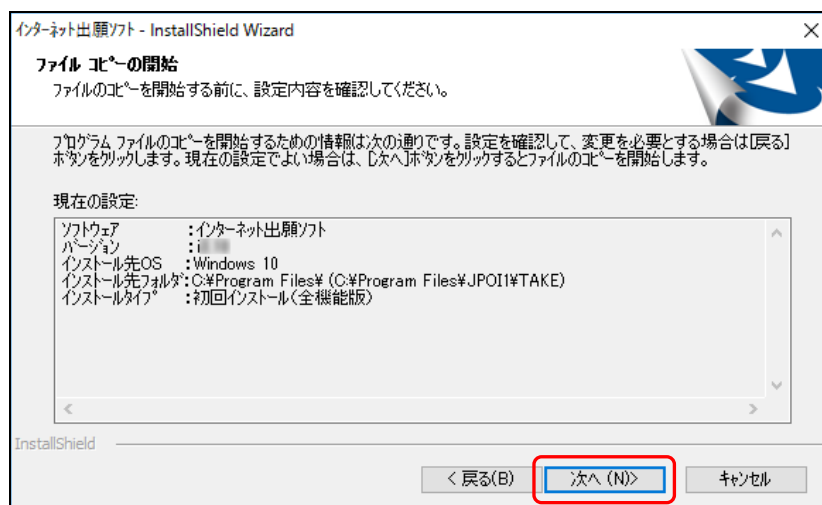 インターネット出願ソフト - InstallShield Wizard
ファイル コピーの開始
ファイルのコピーを開始する前に、設定内容を確認してください。
プログラム ファイルのコピーを開始するための情報は次の通りです。設定を確認して、変更を必要とする場合は[戻る]
ボタンをクリックします。現在の設定でよい場合は、[次へ]ボタンをクリックするとファイルのコピーを開始します。
現在の設定:
ソフトウェア :インターネット出願ソフト
バージョン :i
インストール先OS :Windows 10
インストール先フォルダ:C:¥Program Files¥ (C:¥Program Files¥JPOI1¥TAKE)
インストールタイプ :初回インストール(全機能版)
InstallShield
< 戻る(B) 次へ (N)> キャンセル